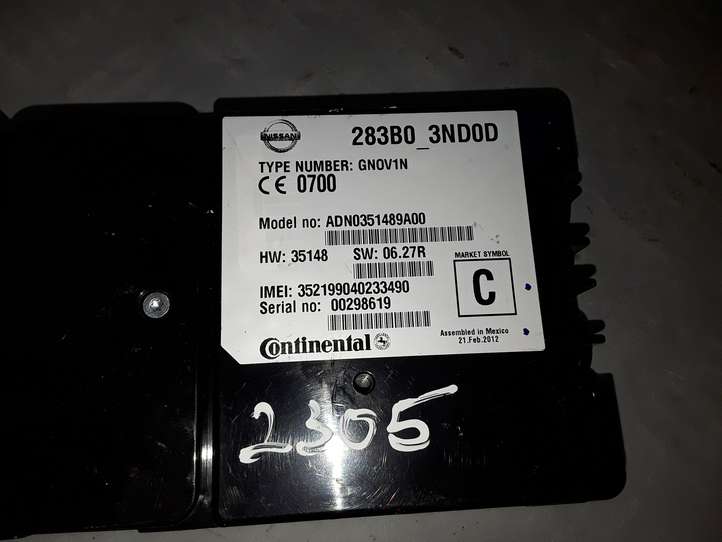 NISSAN
283B0_3ND0D
TYPE NUMBER: GNOV1N
CE 0700
Model no: ADN0351489A00
HW: 35148 SW: 06.27R
MARKET SYMBOL
C
IMEI: 352199040233490
Serial no: 00298619
Assembled in Mexico
21.Feb.2012
Continental
2305